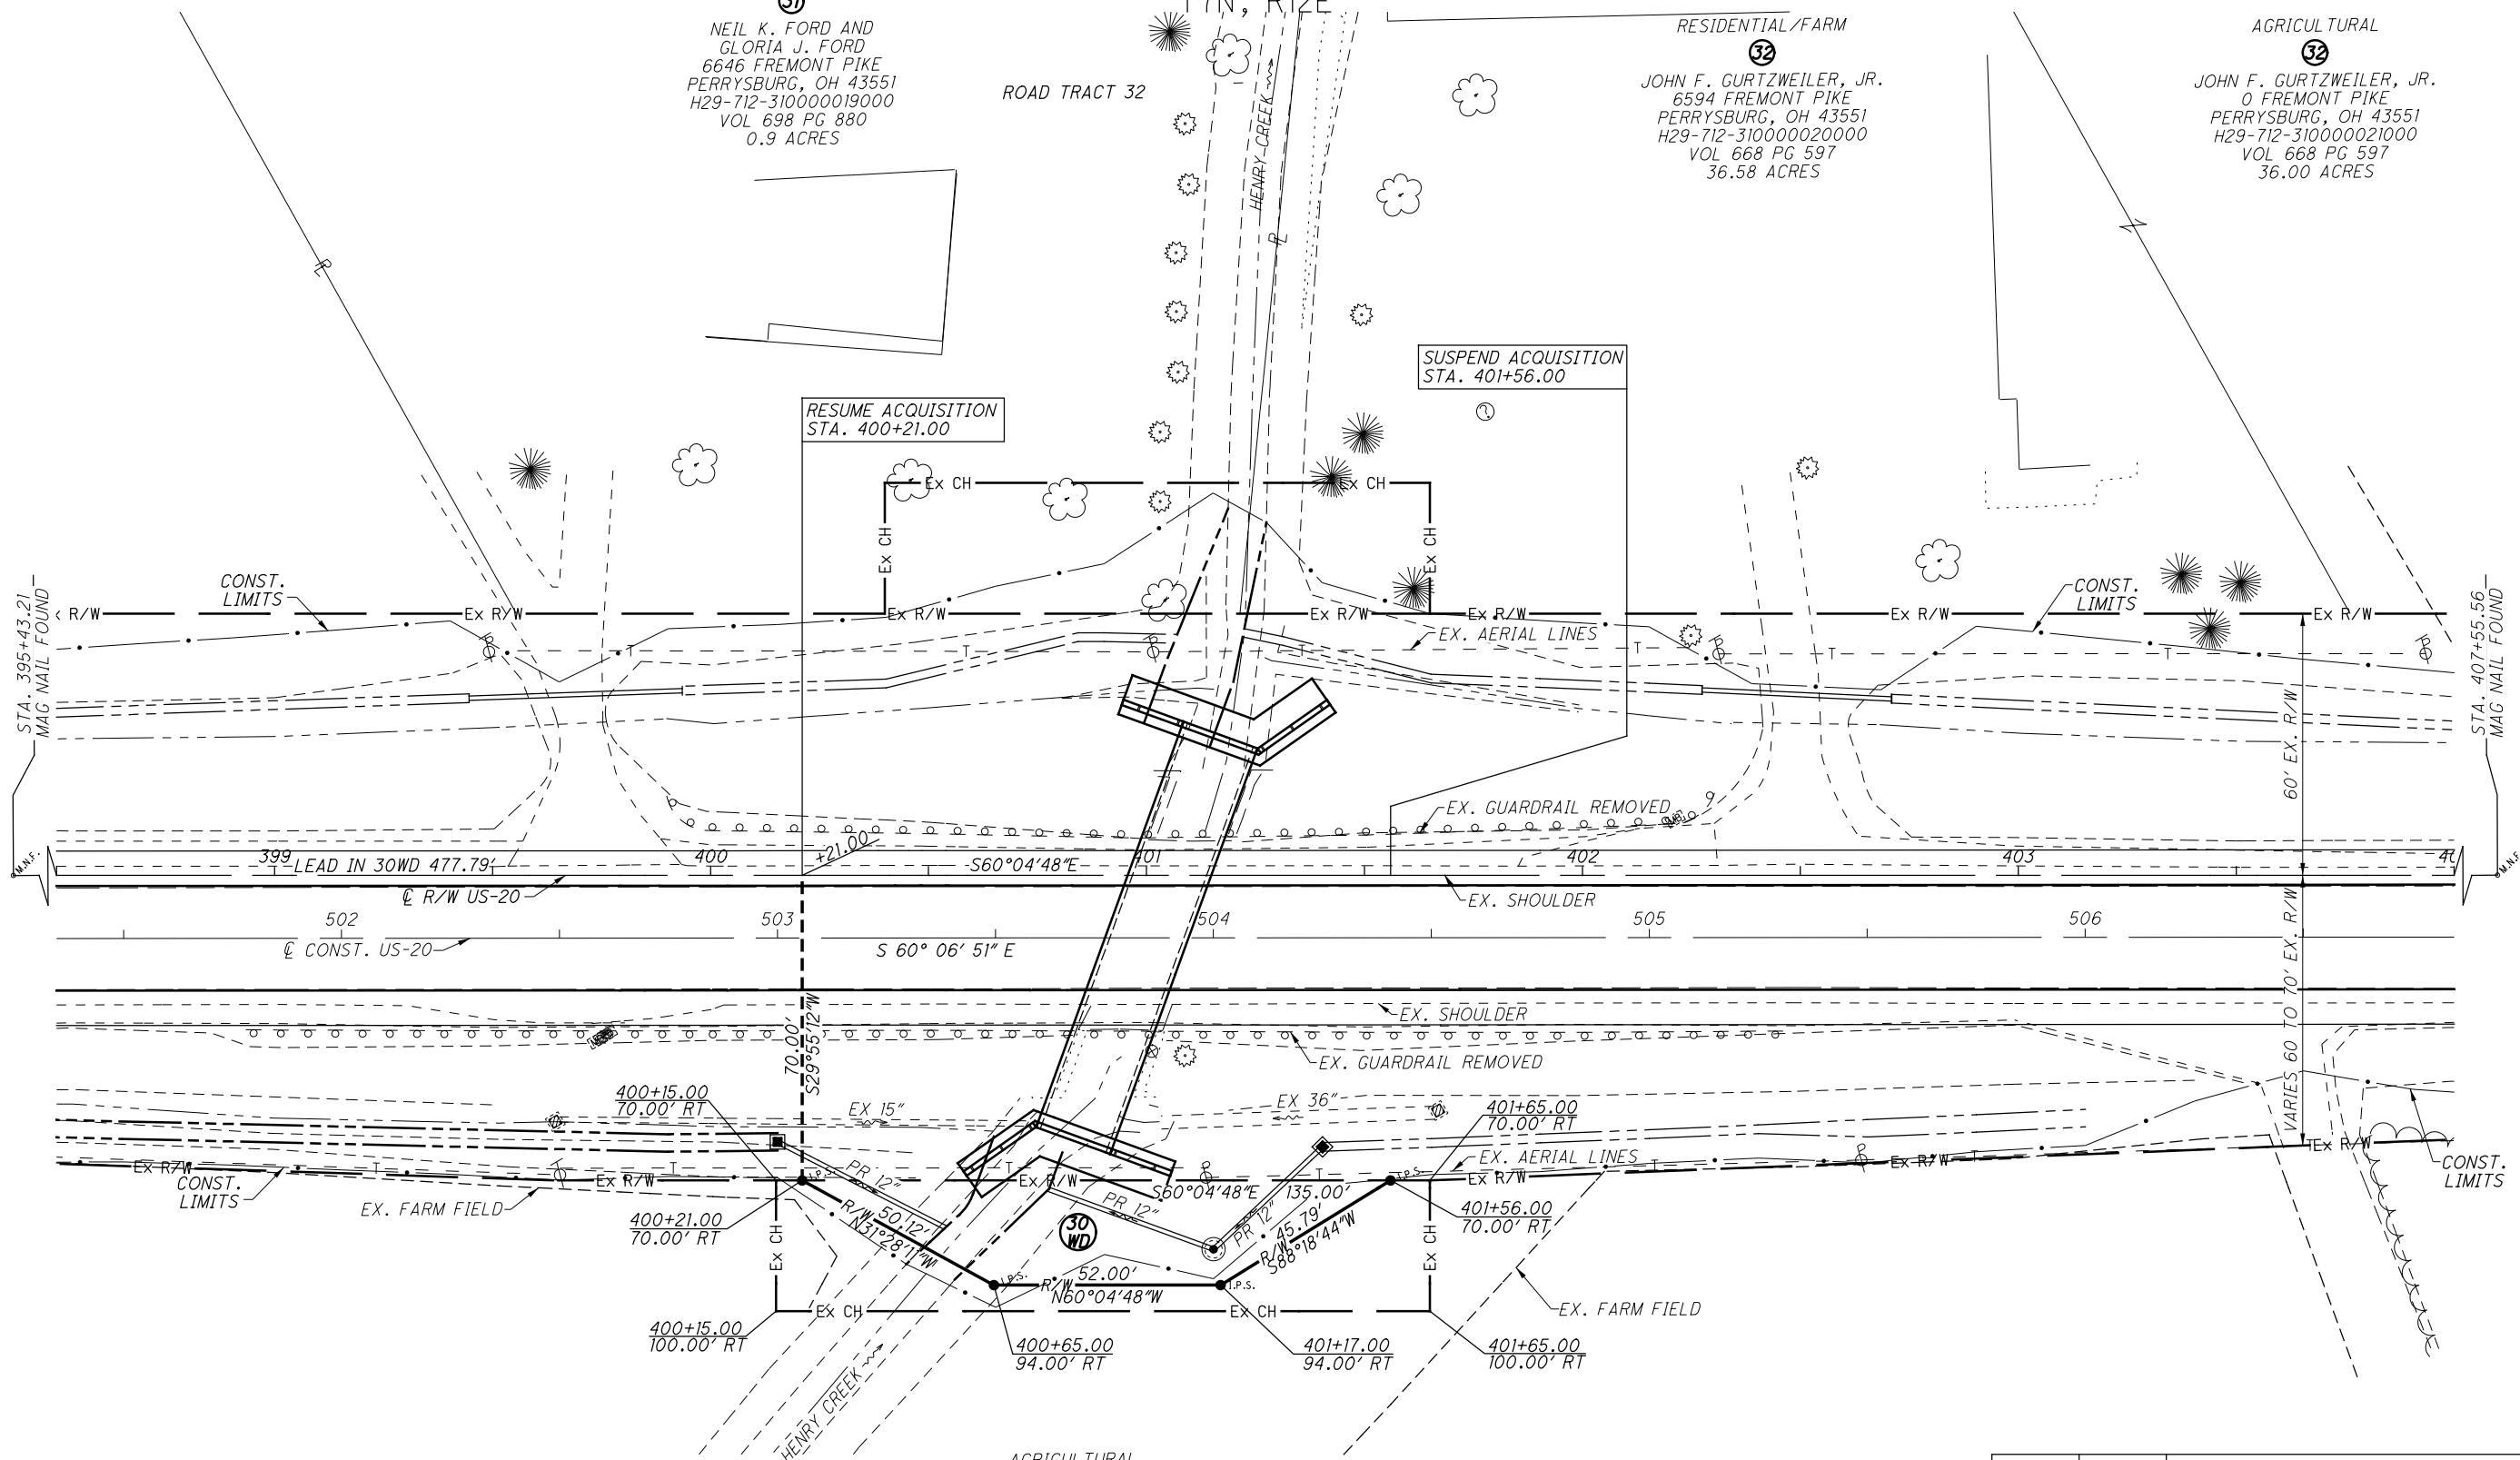 31
NEIL K. FORD AND
GLORIA J. FORD
6646 FREMONT PIKE
PERRYSBURG, OH 43551
H29-712-310000019000
VOL 698 PG 880
0.9 ACRES
T7N, R12E
ROAD TRACT 32
HENRY CREEK
RESIDENTIAL/FARM
32
JOHN F. GURTZWEILER, JR.
6594 FREMONT PIKE
PERRYSBURG, OH 43551
H29-712-310000020000
VOL 668 PG 597
36.58 ACRES
AGRICULTURAL
32
JOHN F. GURTZWEILER, JR.
0 FREMONT PIKE
PERRYSBURG, OH 43551
H29-712-310000021000
VOL 668 PG 597
36.00 ACRES
PL
PL
SUSPEND ACQUISITION
STA. 401+56.00
RESUME ACQUISITION
STA. 400+21.00
Ex CH
Ex CH
Ex CH
Ex CH
CONST.
LIMITS
CONST.
LIMITS
STA. 395+43.21
MAG NAIL FOUND
STA. 407+55.56
MAG NAIL FOUND
x R/W
Ex R/W
Ex R/W
Ex R/W
Ex R/W
Ex R/W
Ex R/W
T
T
T
T
T
T
EX. AERIAL LINES
60' EX. R/W
EX. GUARDRAIL REMOVED
M.N.F.
M.N.F.
399
LEAD IN 30WD 477.79'
400
+21.00
S60°04'48"E
401
402
403
℄ R/W US-20
EX. SHOULDER
502
503
504
505
506
℄ CONST. US-20
S 60° 06' 51" E
VARIES 60 TO 70' EX. R/W
70.00'
S29°55'12"W
EX. SHOULDER
EX. GUARDRAIL REMOVED
400+15.00
70.00' RT
EX 15"
EX 36"
401+65.00
70.00' RT
Ex R/W
T
T
T
T
T
T
CONST.
LIMITS
Ex R/W
I.P.S.
PR 12"
Ex R/W
S60°04'48"E
135.00'
I.P.S.
EX. AERIAL LINES
Ex R/W
Ex R/W
Ex R/W
CONST.
LIMITS
EX. FARM FIELD
400+21.00
70.00' RT
R/W
50.12'
N31°28'11"W
PR 12"
30
WD
PR 12"
R/W
45.79'
S88°18'44"W
401+56.00
70.00' RT
Ex CH
Ex CH
I.P.S.
R/W
52.00'
N60°04'48"W
I.P.S.
Ex CH
Ex CH
EX. FARM FIELD
400+15.00
100.00' RT
400+65.00
94.00' RT
401+17.00
94.00' RT
401+65.00
100.00' RT
HENRY CREEK
AGRICULTURAL